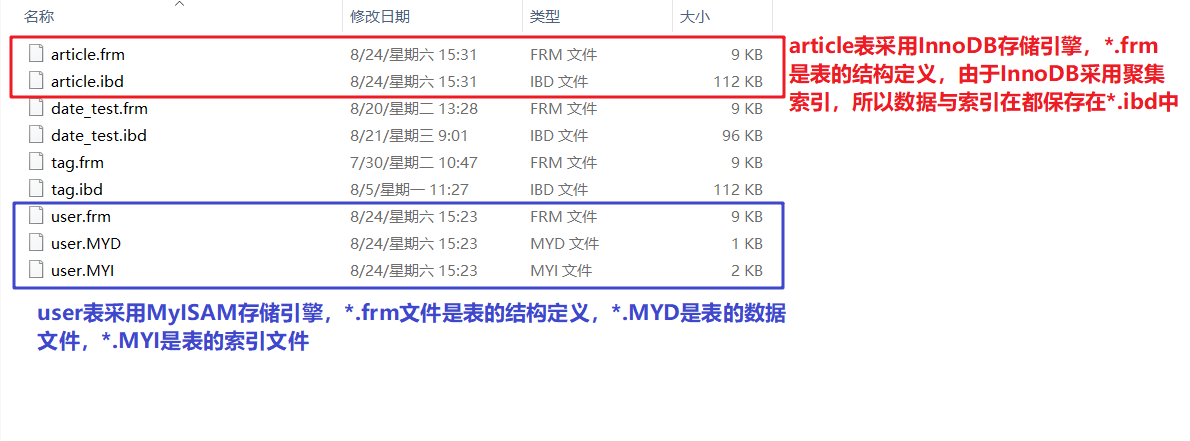 名称 修改日期 类型 大小
article.frm 8/24/星期六 15:31 FRM 文件 9 KB
article.ibd 8/24/星期六 15:31 IBD 文件 112 KB
date_test.frm 8/20/星期二 13:28 FRM 文件 9 KB
date_test.ibd 8/21/星期三 9:01 IBD 文件 96 KB
tag.frm 7/30/星期二 10:47 FRM 文件 9 KB
tag.ibd 8/5/星期一 11:27 IBD 文件 112 KB
user.frm 8/24/星期六 15:23 FRM 文件 9 KB
user.MYD 8/24/星期六 15:23 MYD 文件 1 KB
user.MYI 8/24/星期六 15:23 MYI 文件 2 KB
article表采用InnoDB存储引擎，*.frm
是表的结构定义，由于InnoDB采用聚集
索引，所以数据与索引在都保存在*.ibd中
user表采用MyISAM存储引擎，*.frm文件是表的结构定义，*.MYD是表的数据
文件，*.MYI是表的索引文件